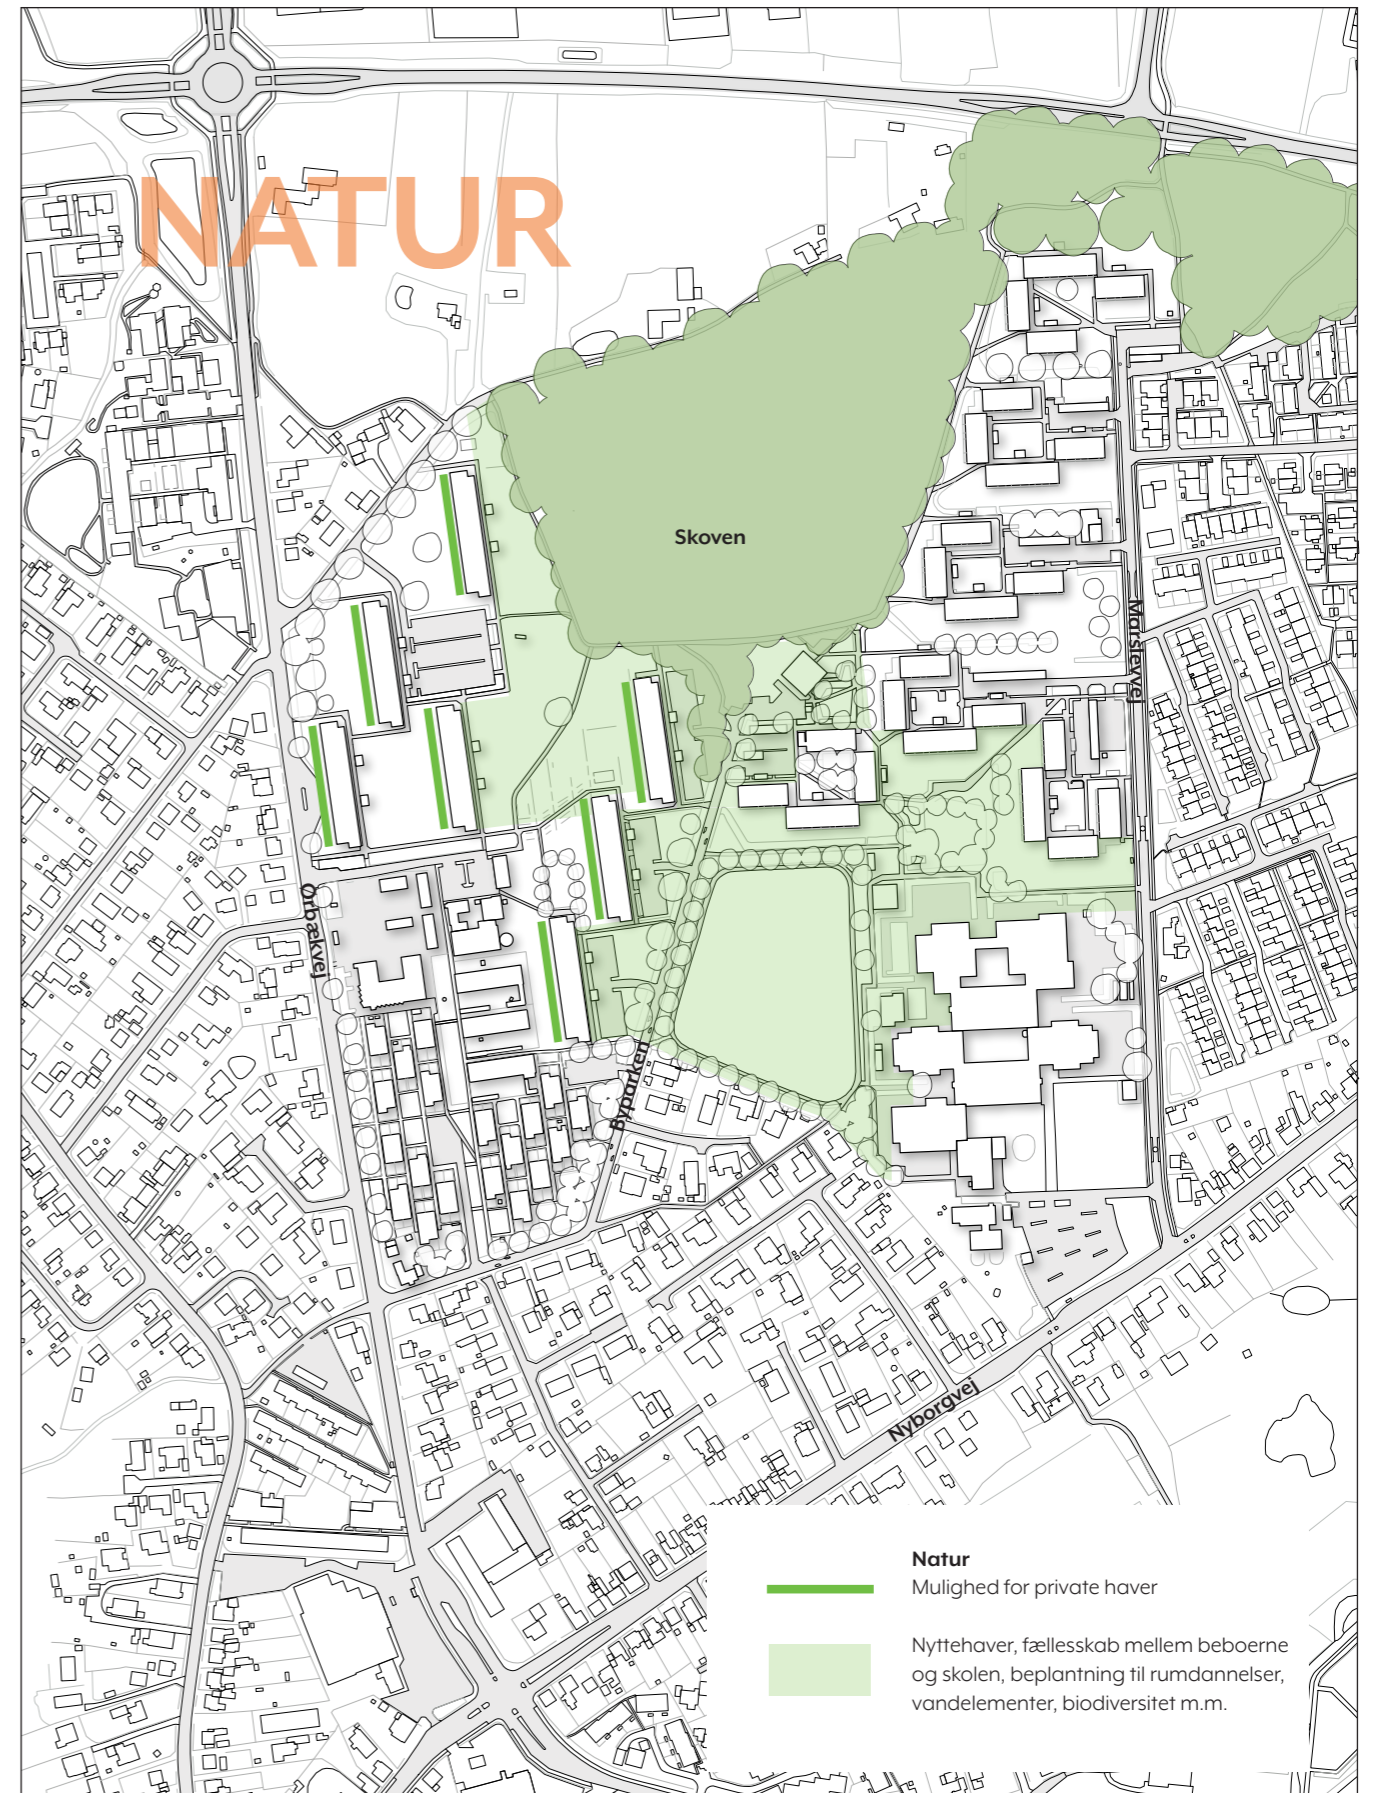 NATUR
Skoven
Marslevvej
Ørbækvej
Byparken
Nyborgvej
Natur
Mulighed for private haver
Nyttehaver, fællesskab mellem beboerne
og skolen, beplantning til rumdannelser,
vandelementer, biodiversitet m.m.